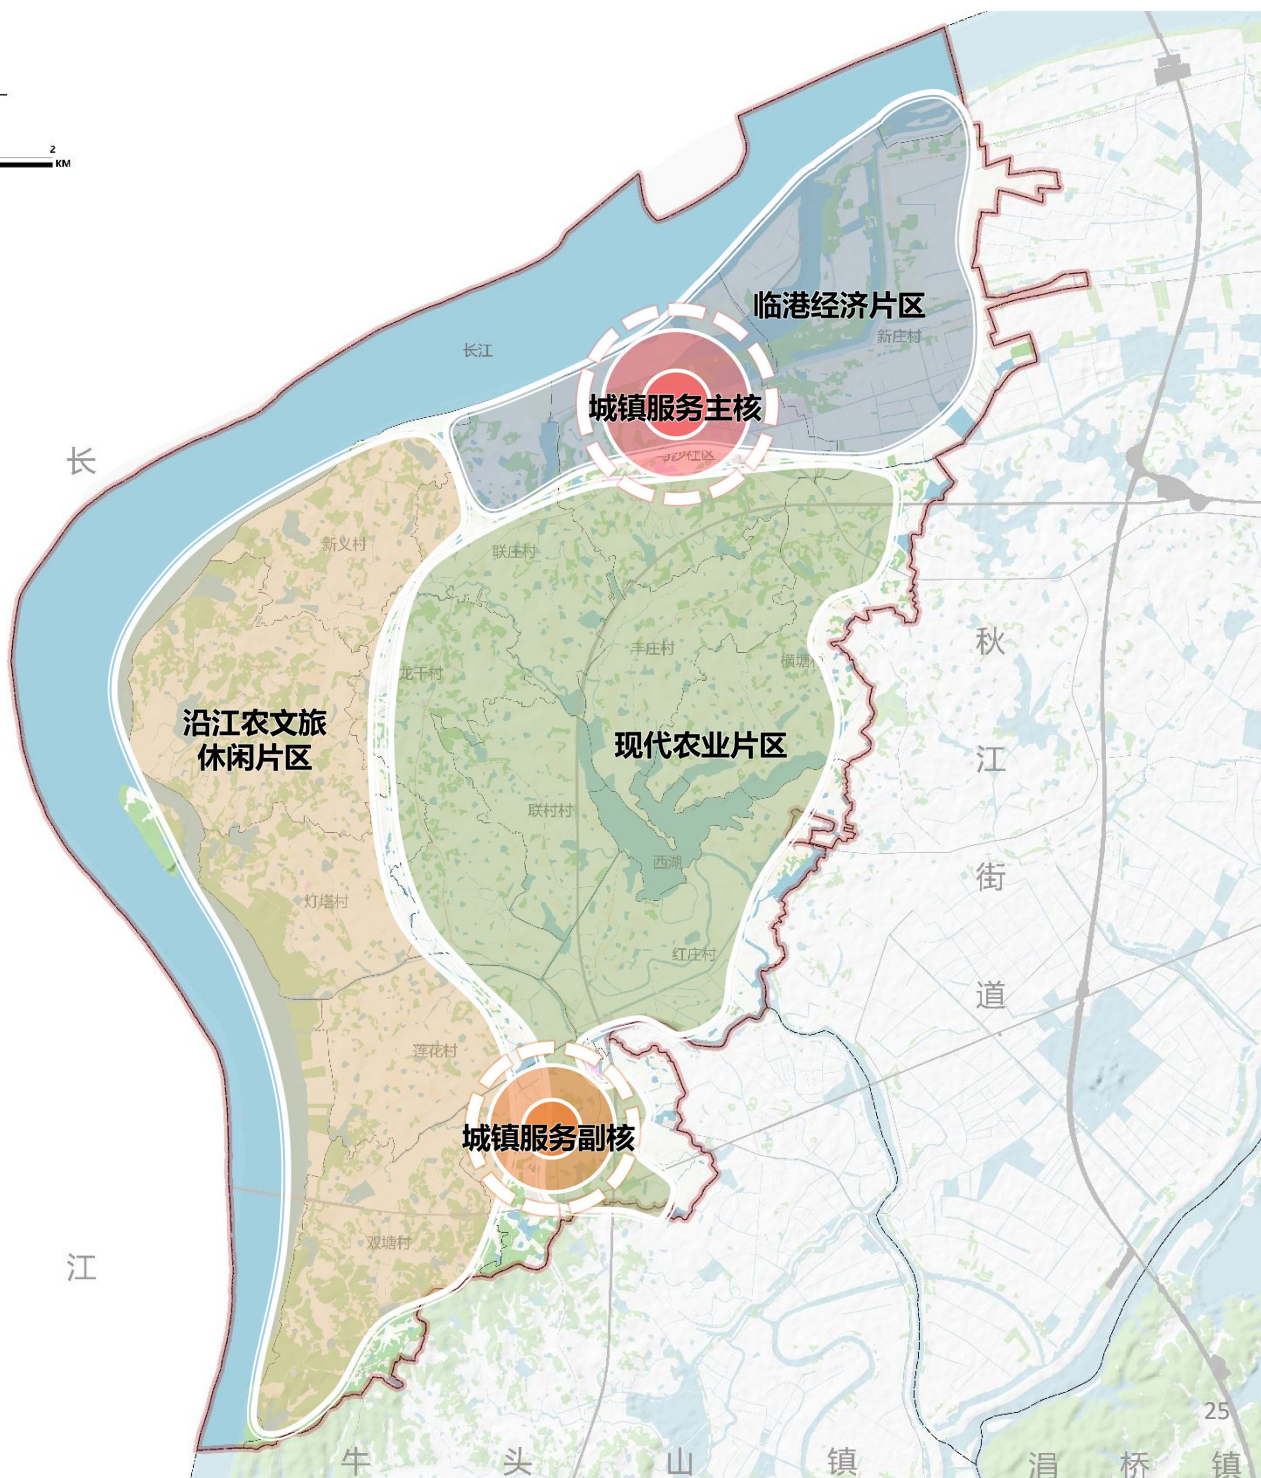 2
KM
临港经济片区
新庄村
长江
城镇服务主核
长
新义村
联庄村
丰庄村
秋
龙干村
沿江农文旅
休闲片区
现代农业片区
江
联村村
西湖
街
灯塔村
红庄村
道
莲花村
城镇服务副核
双塘村
江
25
牛 头 山 镇
涓 桥 镇